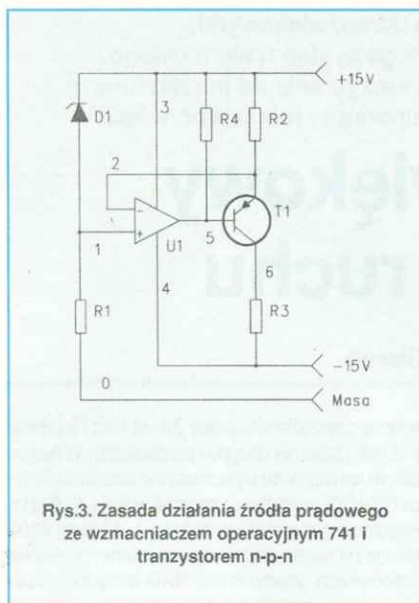 +15V
3
D1
R4
R2
2
T1
1
U1
5
4
6
R1
R3
-15V
0
Masa
Rys.3. Zasada działania źródła prądowego
ze wzmacniaczem operacyjnym 741 i
tranzystorem n-p-n